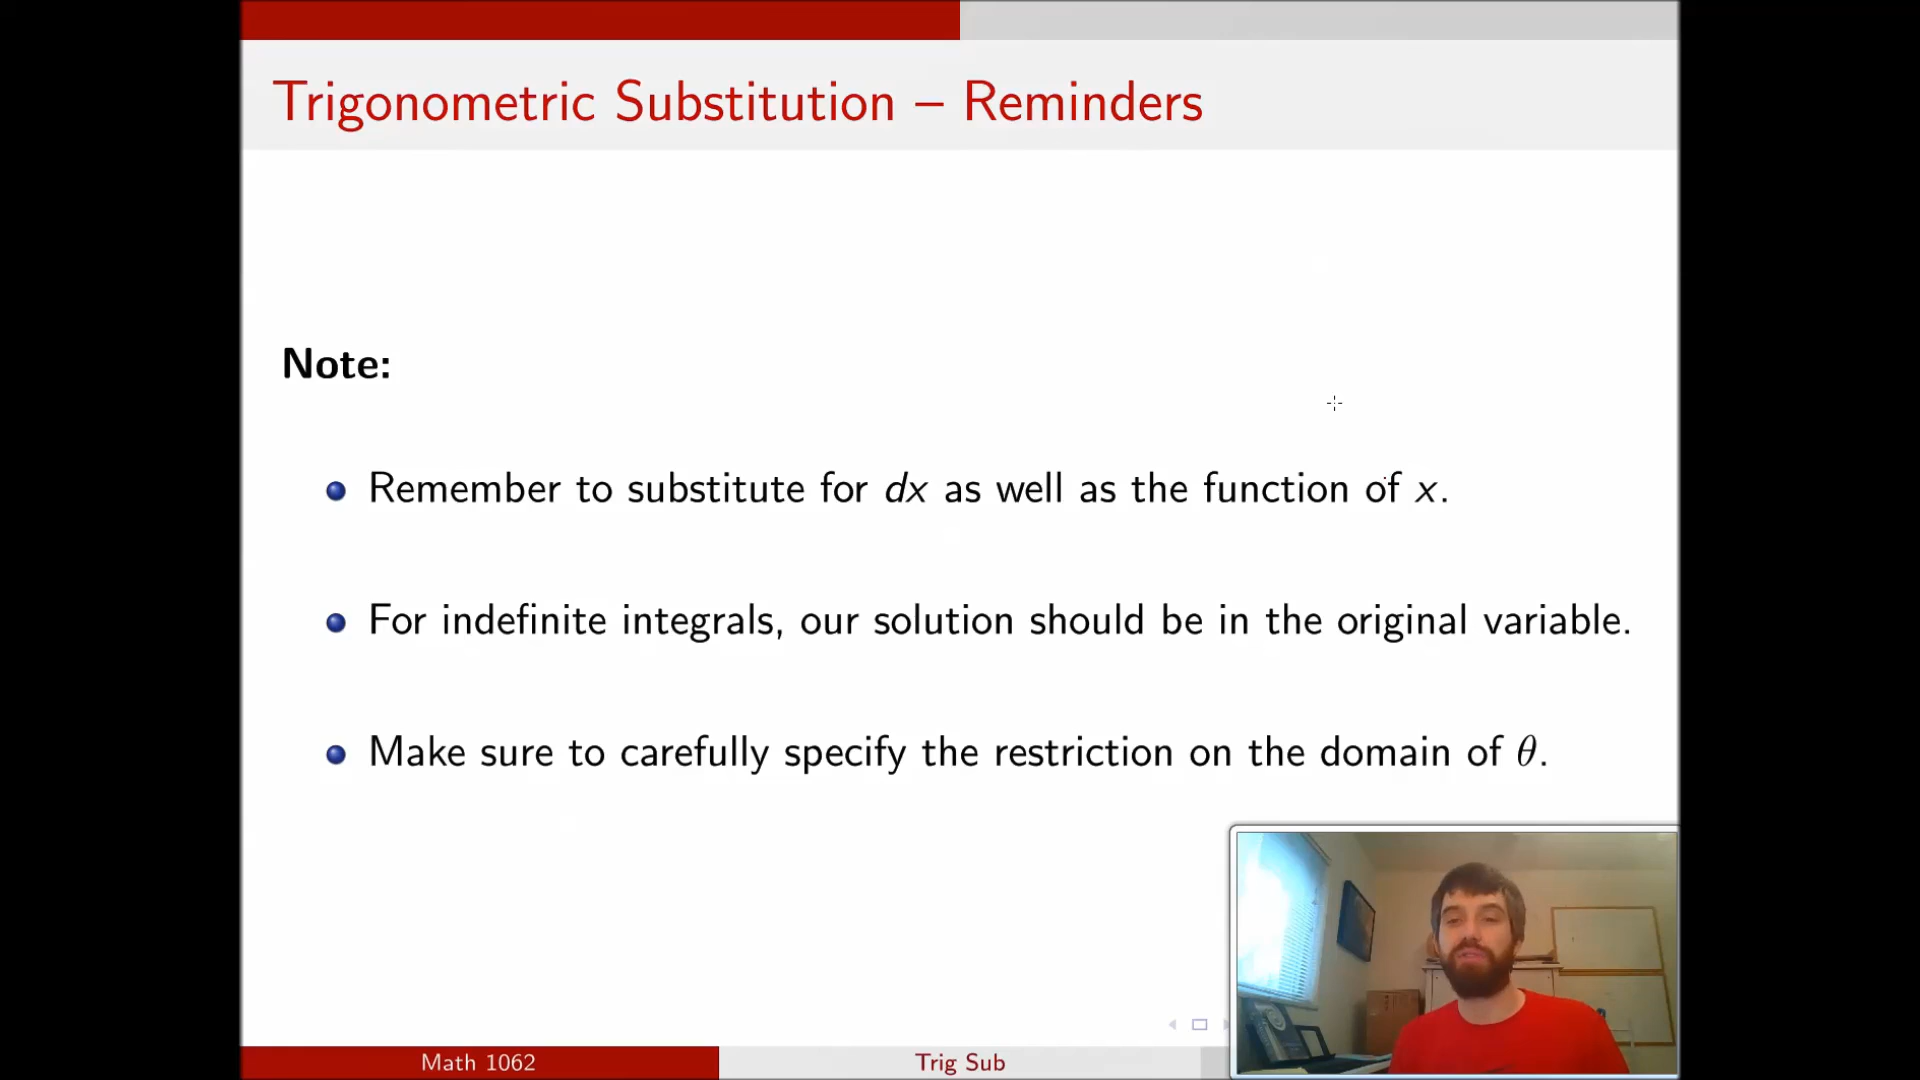 Trigonometric Substitution – Reminders
Note:
Remember to substitute for dx as well as the function of x.
For indefinite integrals, our solution should be in the original variable.
Make sure to carefully specify the restriction on the domain of θ.
Math 1062
Trig Sub